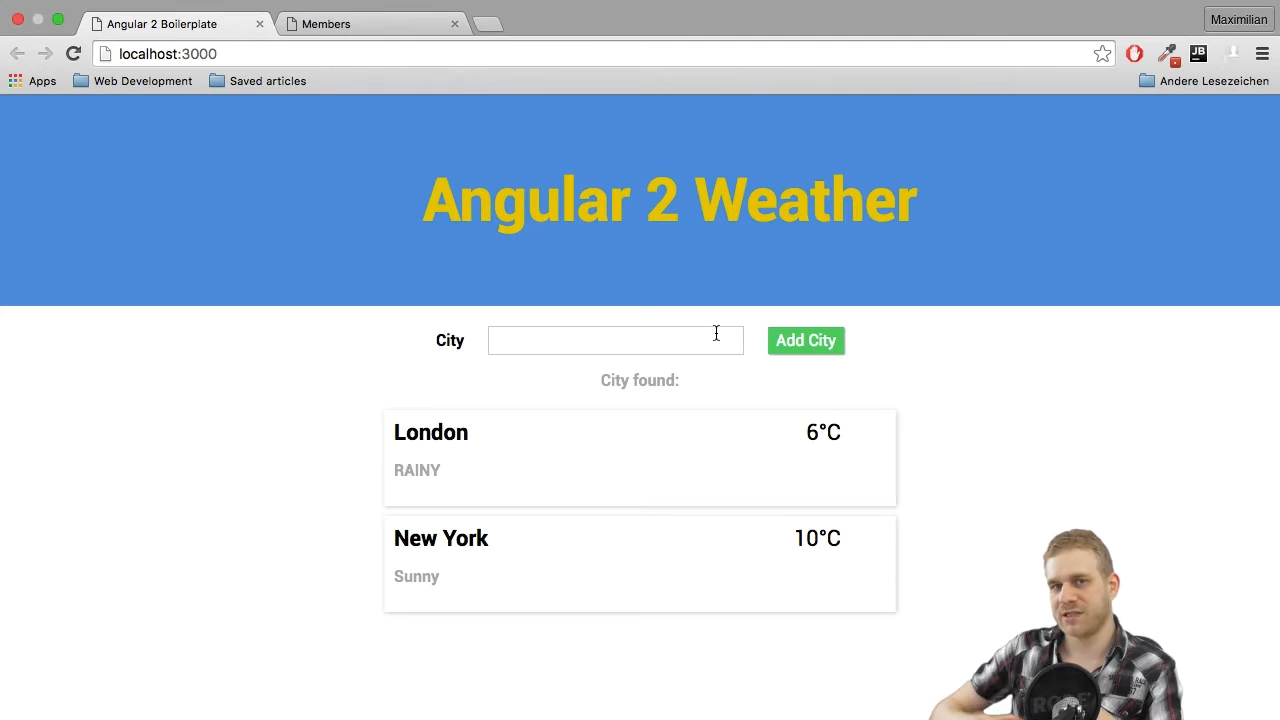 Angular 2 Boilerplate
Members
Maximilian
localhost:3000
JB
Apps
Web Development
Saved articles
Andere Lesezeichen
Angular 2 Weather
City
Add City
City found:
London
6°C
RAINY
New York
10°C
Sunny